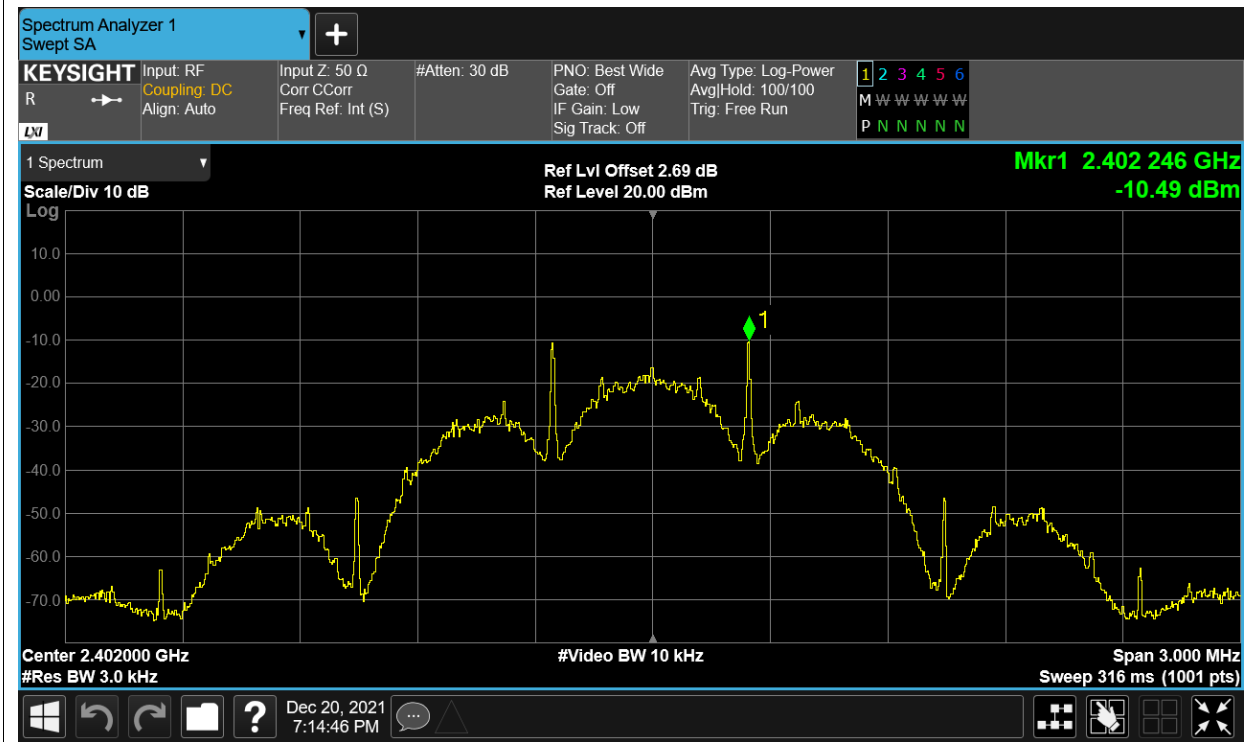 Spectrum Analyzer 1
Swept SA
+
KEYSIGHT
R
LXI
Input: RF
Coupling: DC
Align: Auto
Input Z: 50 Ω
Corr CCorr
Freq Ref: Int (S)
#Atten: 30 dB
PNO: Best Wide
Gate: Off
IF Gain: Low
Sig Track: Off
Avg Type: Log-Power
Avg|Hold: 100/100
Trig: Free Run
1 2 3 4 5 6
M W W W W W
P N N N N N
1 Spectrum
Scale/Div 10 dB
Log
Ref Lvl Offset 2.69 dB
Ref Level 20.00 dBm
Mkr1 2.402 246 GHz
-10.49 dBm
10.0
0.00
-10.0
-20.0
-30.0
-40.0
-50.0
-60.0
-70.0
1
Center 2.402000 GHz
#Res BW 3.0 kHz
#Video BW 10 kHz
Span 3.000 MHz
Sweep 316 ms (1001 pts)
?
Dec 20, 2021
7:14:46 PM